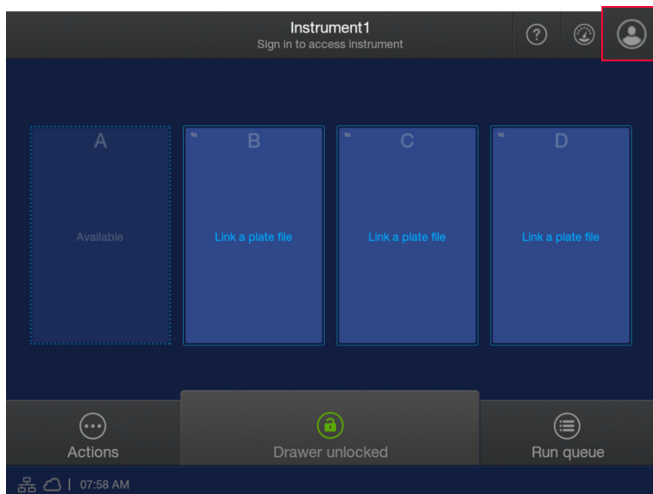 Instrument1
Sign in to access instrument
?
A
B
C
D
Available
Link a plate file
Link a plate file
Link a plate file
Actions
Drawer unlocked
Run queue
07:58 AM